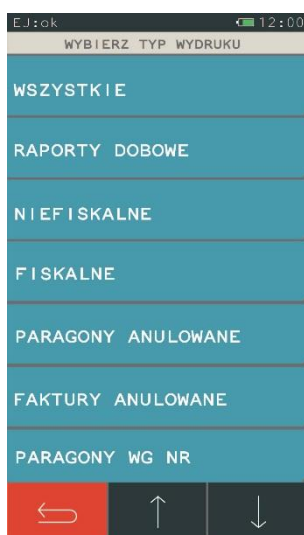 EJ:ok 12:00
WYBIERZ TYP WYDRUKU
WSZYSTKIE
RAPORTY DOBOWE
NIEFISKALNE
FISKALNE
PARAGONY ANULOWANE
FAKTURY ANULOWANE
PARAGONY WG NR